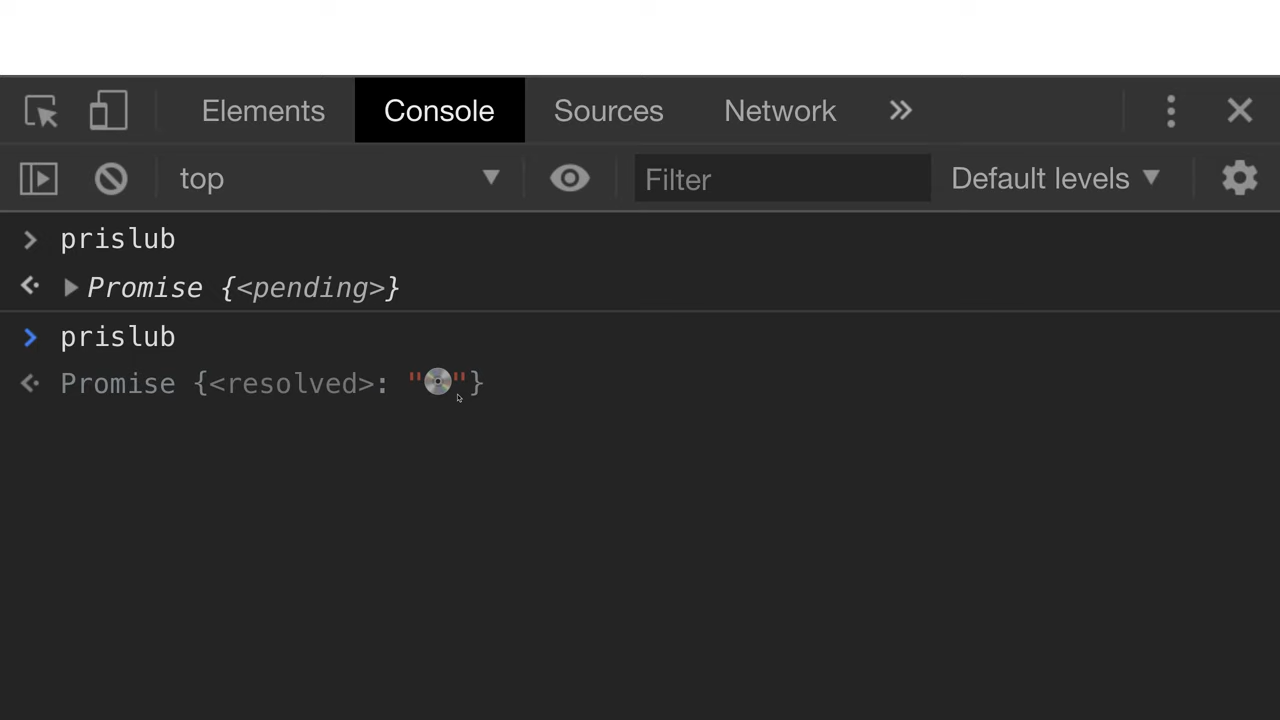 Elements Console Sources Network
top Filter Default levels
prislub
Promise {<pending>}
prislub
Promise {<resolved>: "💿"}